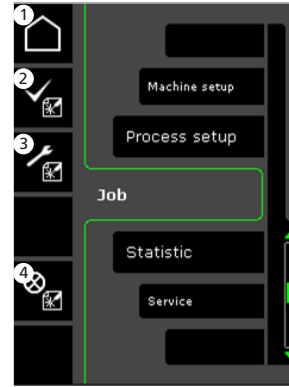 1
2
3
4
Machine setup
Process setup
Job
Statistic
Service